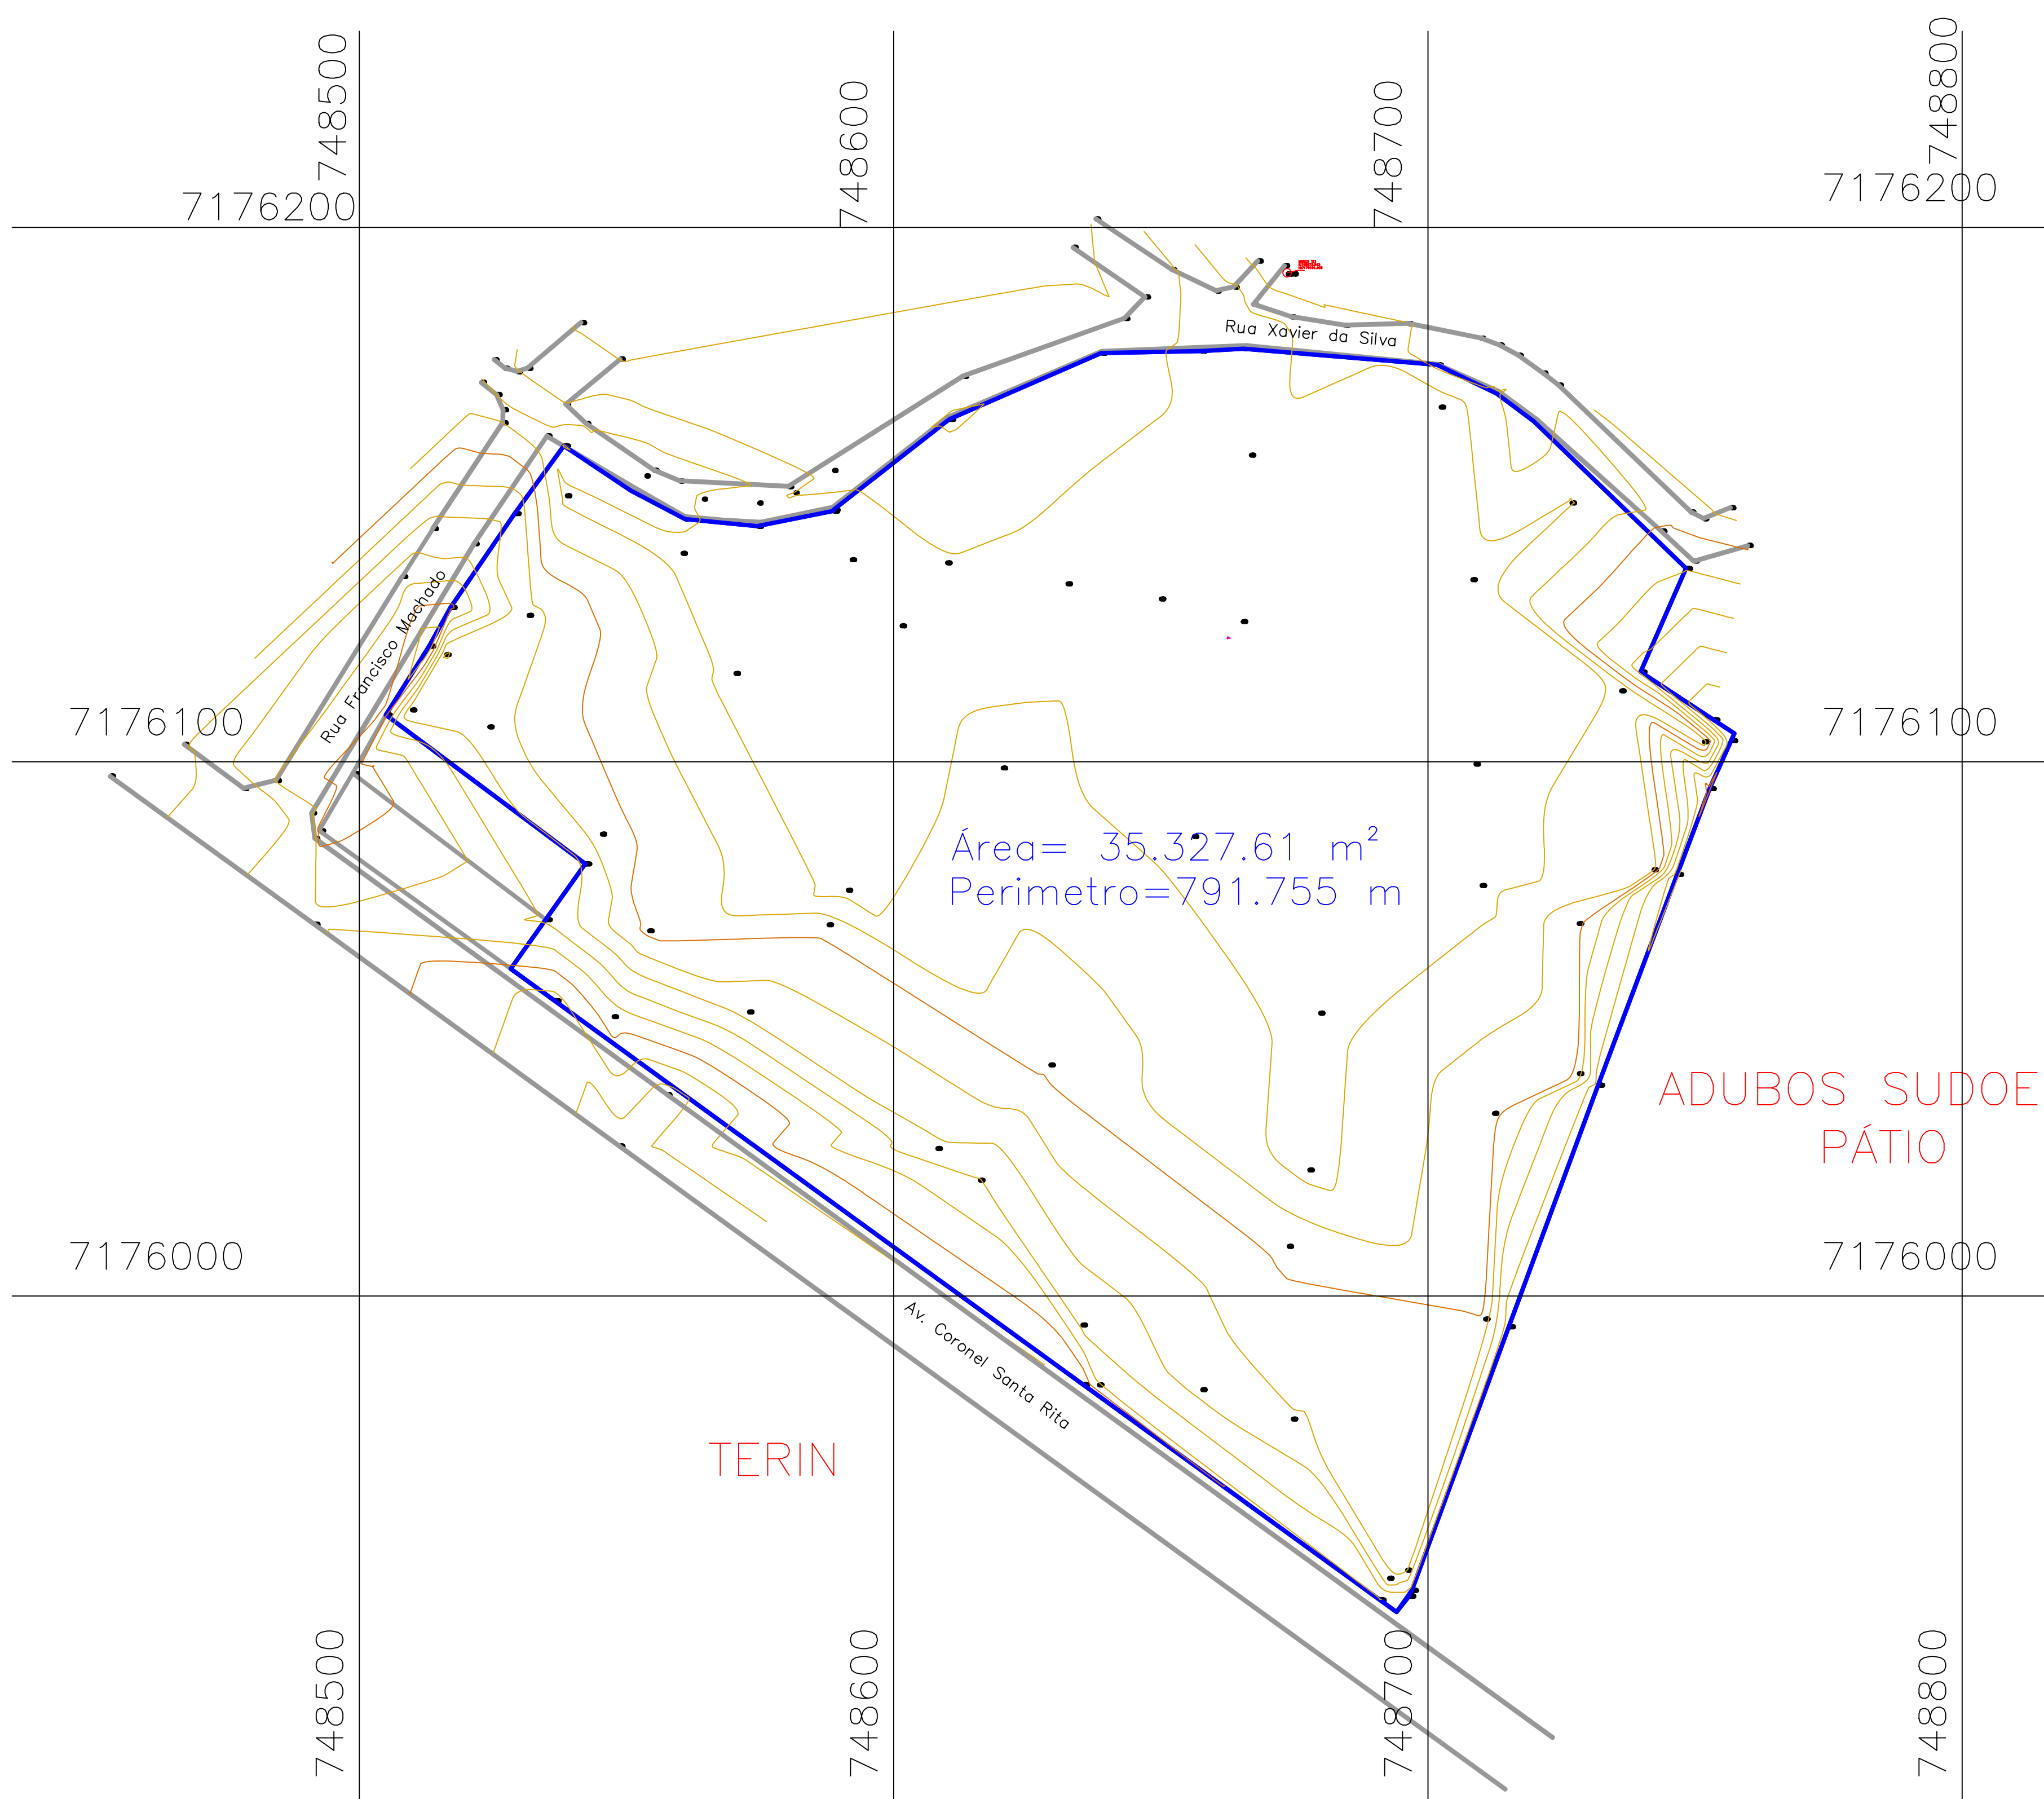 748500
748600
748700
748800
7176200
7176200
Rua Xavier da Silva
Rua Francisco Machado
7176100
7176100
Área= 35.327.61 m²
Perimetro=791.755 m
ADUBOS SUDOE
PÁTIO
7176000
7176000
Av. Coronel Santa Rita
TERIN
748500
748600
748700
748800